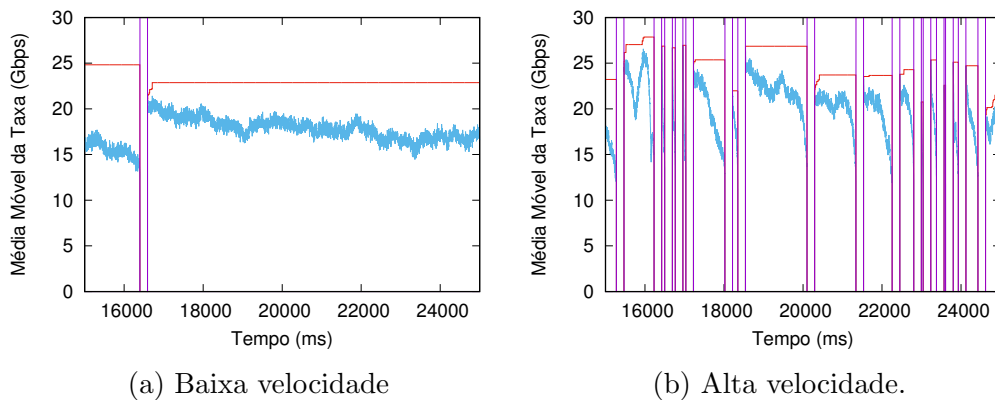 Média Móvel da Taxa (Gbps)
30
25
20
15
10
5
0
16000 18000 20000 22000 24000
Tempo (ms)
(a) Baixa velocidade
Média Móvel da Taxa (Gbps)
30
25
20
15
10
5
0
16000 18000 20000 22000 24000
Tempo (ms)
(b) Alta velocidade.